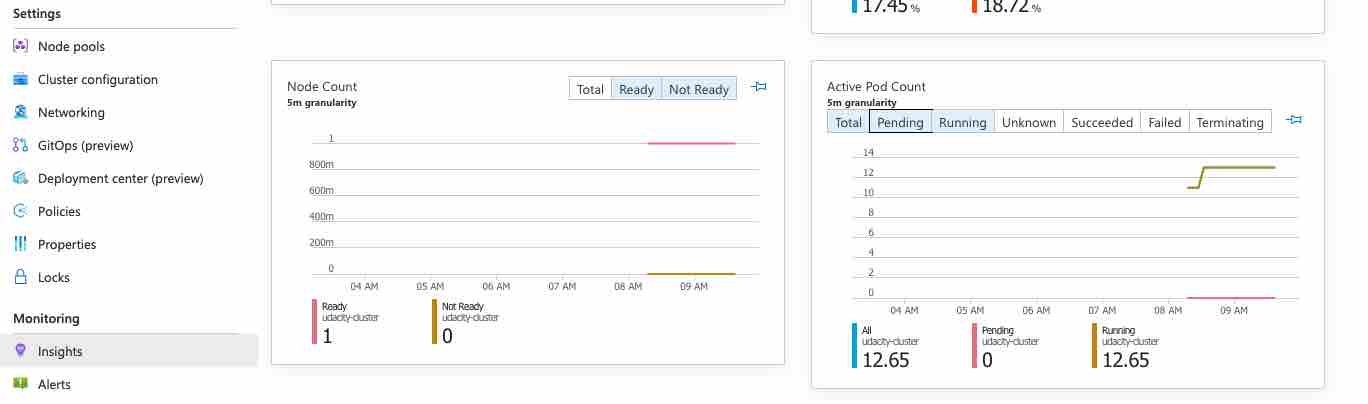 Settings
Node pools
Cluster configuration
Networking
GitOps (preview)
Deployment center (preview)
Policies
Properties
Locks
Monitoring
Insights
Alerts
17.45 %
18.72 %
Node Count
5m granularity
Total Ready Not Ready
1
800m
600m
400m
200m
0
04 AM 05 AM 06 AM 07 AM 08 AM 09 AM
Ready
udacity-cluster
1
Not Ready
udacity-cluster
0
Active Pod Count
5m granularity
Total Pending Running Unknown Succeeded Failed Terminating
14
12
10
8
6
4
2
0
04 AM 05 AM 06 AM 07 AM 08 AM 09 AM
All
udacity-cluster
12.65
Pending
udacity-cluster
0
Running
udacity-cluster
12.65